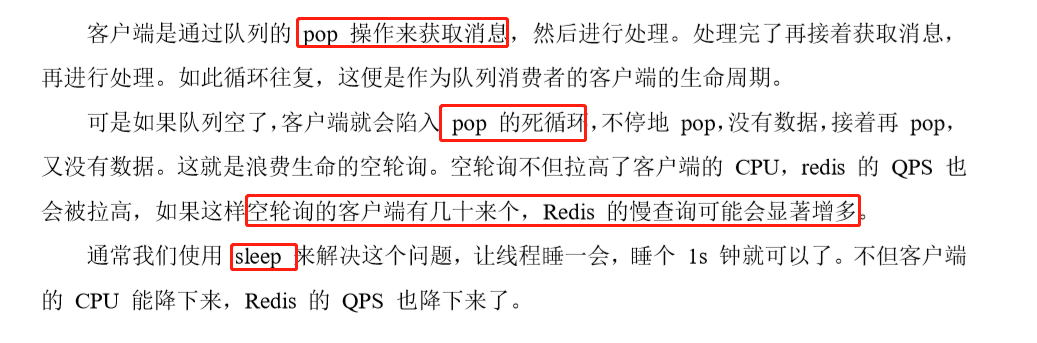 客户端是通过队列的 pop 操作来获取消息，然后进行处理。处理完了再接着获取消息，
再进行处理。如此循环往复，这便是作为队列消费者的客户端的生命周期。
可是如果队列空了，客户端就会陷入 pop 的死循环，不停地 pop，没有数据，接着再 pop，
又没有数据。这就是浪费生命的空轮询。空轮询不但拉高了客户端的 CPU，redis 的 QPS 也
会被拉高，如果这样空轮询的客户端有几十来个，Redis 的慢查询可能会显著增多。
通常我们使用 sleep 来解决这个问题，让线程睡一会，睡个 1s 钟就可以了。不但客户端
的 CPU 能降下来，Redis 的 QPS 也降下来了。